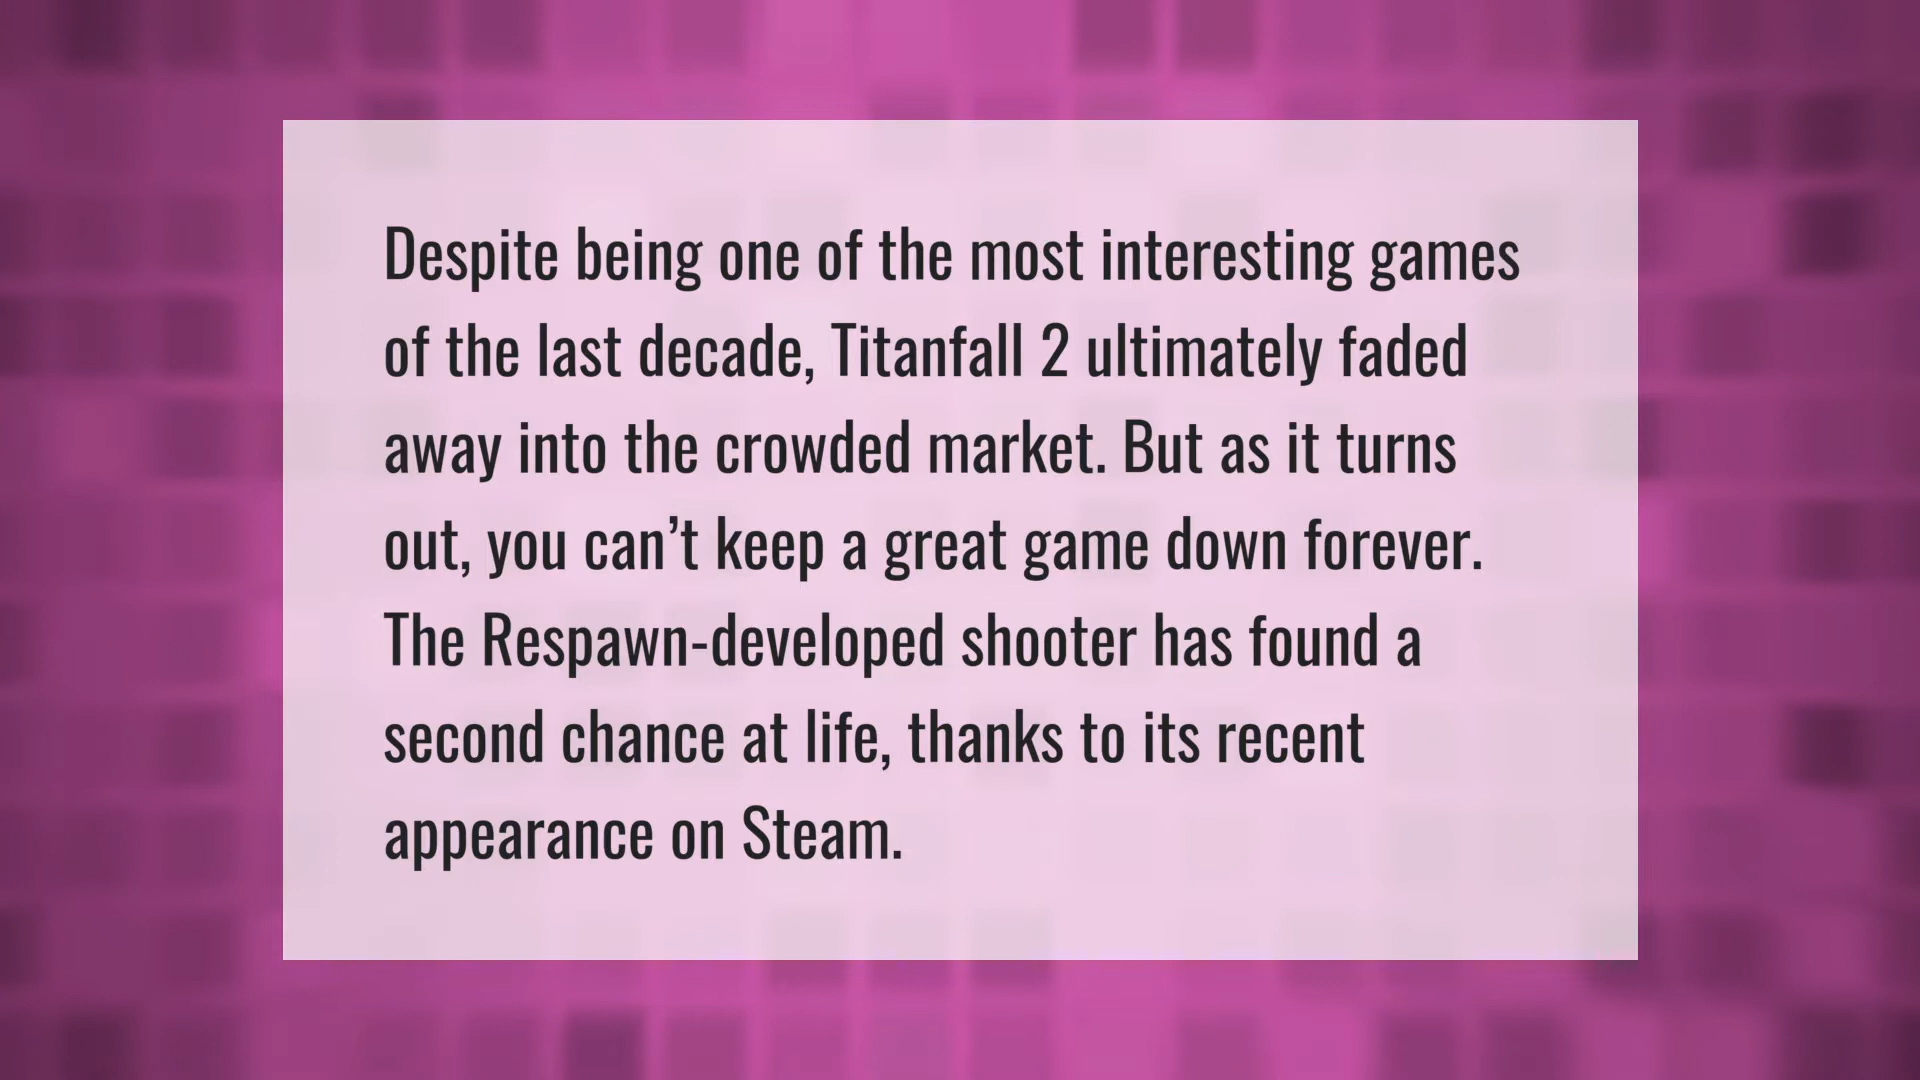 Despite being one of the most interesting games
of the last decade, Titanfall 2 ultimately faded
away into the crowded market. But as it turns
out, you can’t keep a great game down forever.
The Respawn-developed shooter has found a
second chance at life, thanks to its recent
appearance on Steam.